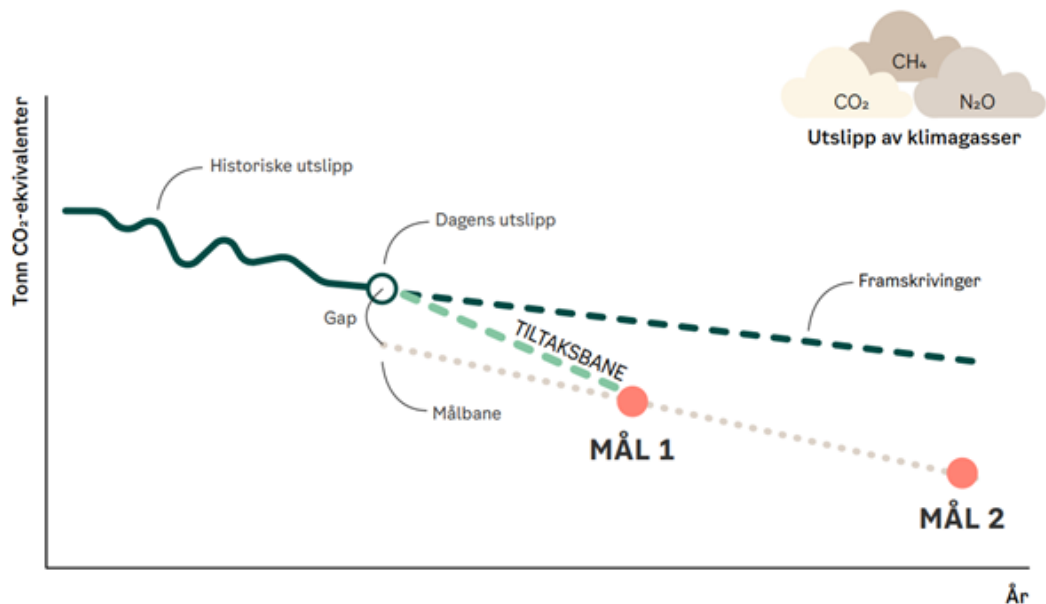 CH₄
CO₂
N₂O
Utslipp av klimagasser
Tonn CO₂-ekvivalenter
Historiske utslipp
Dagens utslipp
Framskrivinger
Gap
TILTAKSBANE
Målbane
MÅL 1
MÅL 2
År